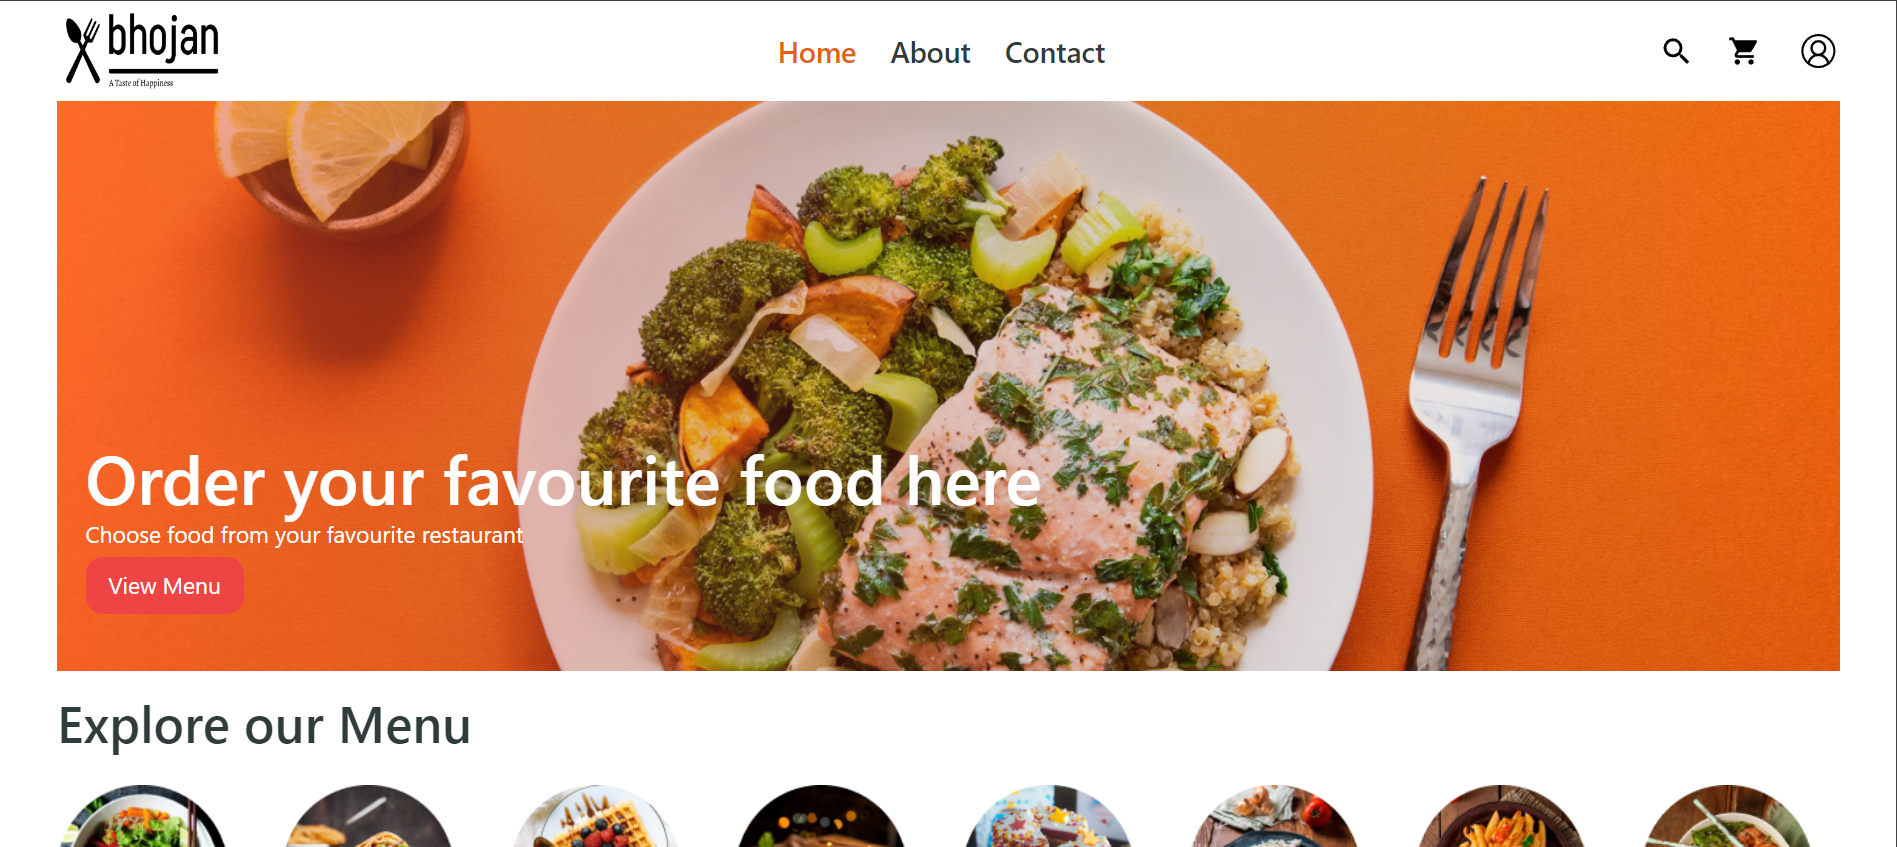 bhojan
A Taste of Happiness
Home About Contact
Order your favourite food here
Choose food from your favourite restaurant
View Menu
Explore our Menu